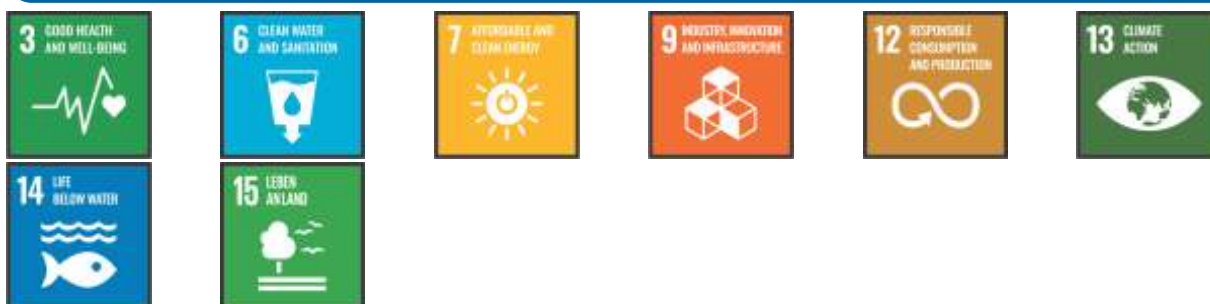 3 GOOD HEALTH
AND WELL-BEING
6 CLEAN WATER
AND SANITATION
7 AFFORDABLE AND
CLEAN ENERGY
9 INDUSTRY, INNOVATION
AND INFRASTRUCTURE
12 RESPONSIBLE
CONSUMPTION
AND PRODUCTION
13 CLIMATE
ACTION
14 LIFE
BELOW WATER
15 LEBEN
AN LAND